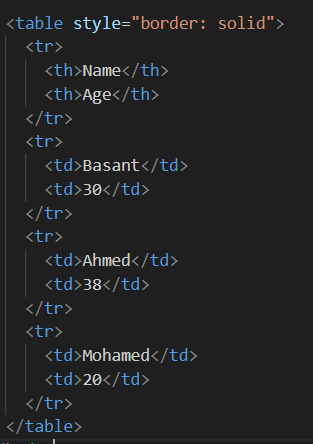 <table style="border: solid">
  <tr>
    <th>Name</th>
    <th>Age</th>
  </tr>
  <tr>
    <td>Basant</td>
    <td>30</td>
  </tr>
  <tr>
    <td>Ahmed</td>
    <td>38</td>
  </tr>
  <tr>
    <td>Mohamed</td>
    <td>20</td>
  </tr>
</table>